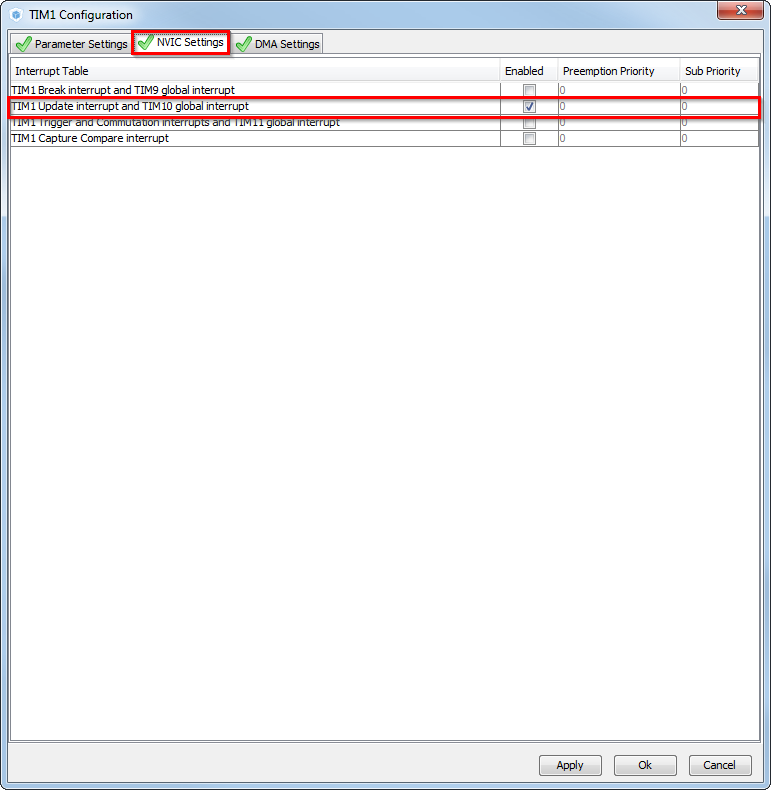 TIM1 Configuration
Parameter Settings NVIC Settings DMA Settings
Interrupt Table Enabled Preemption Priority Sub Priority
TIM1 Break interrupt and TIM9 global interrupt 0 0
TIM1 Update interrupt and TIM10 global interrupt 0 0
TIM1 Trigger and Commutation interrupts and TIM11 global interrupt 0 0
TIM1 Capture Compare interrupt 0 0
Apply Ok Cancel